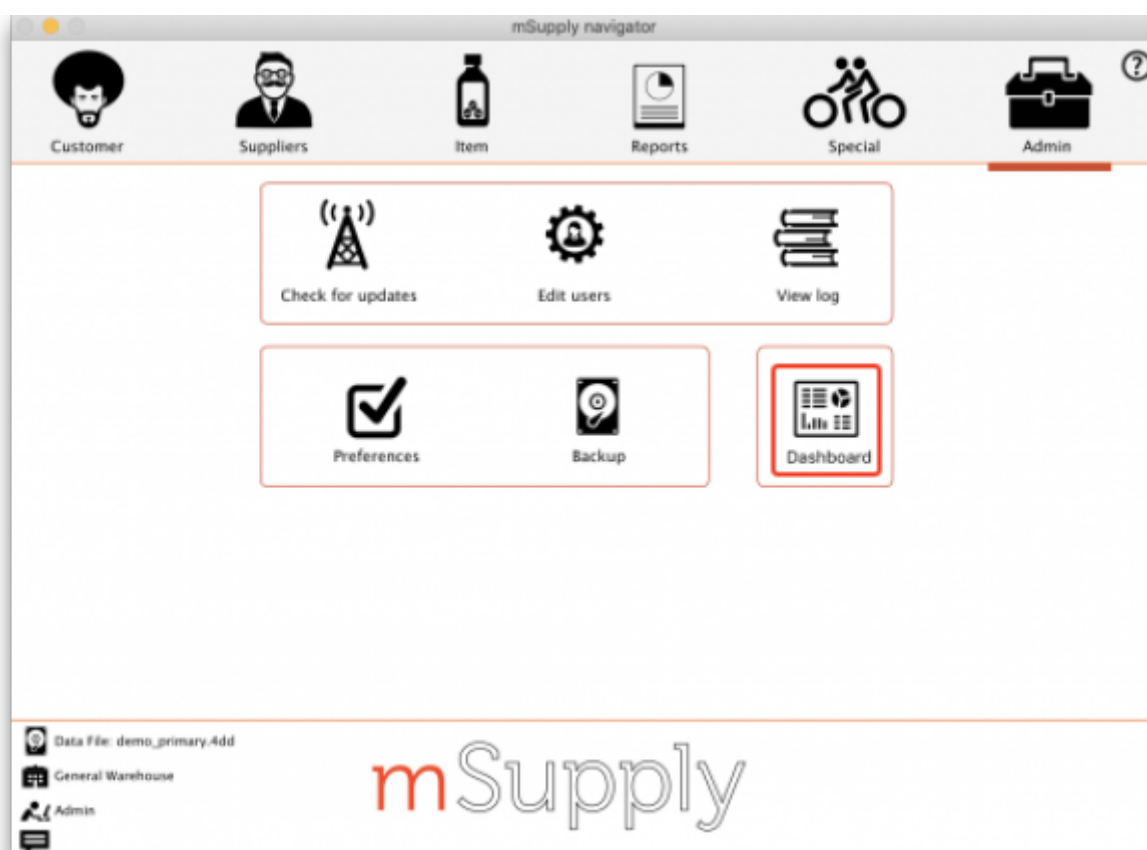 mSupply navigator
?
Customer Suppliers Item Reports Special Admin
Check for updates Edit users View log
Preferences Backup Dashboard
Data File: demo_primary.4dd
General Warehouse
Admin
mSupply